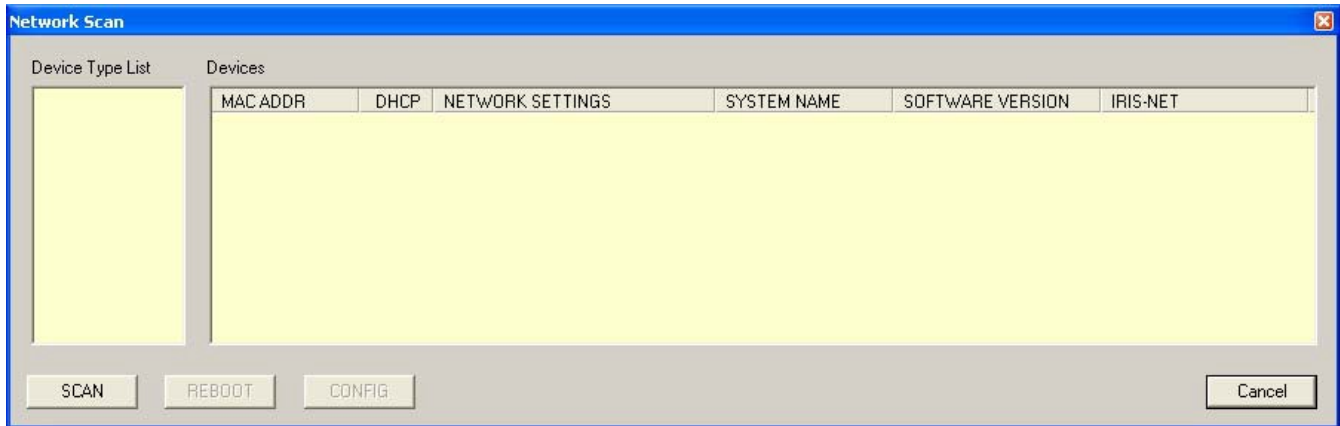 Network Scan
Device Type List Devices
MAC ADDR DHCP NETWORK SETTINGS SYSTEM NAME SOFTWARE VERSION IRIS-NET
SCAN REBOOT CONFIG Cancel